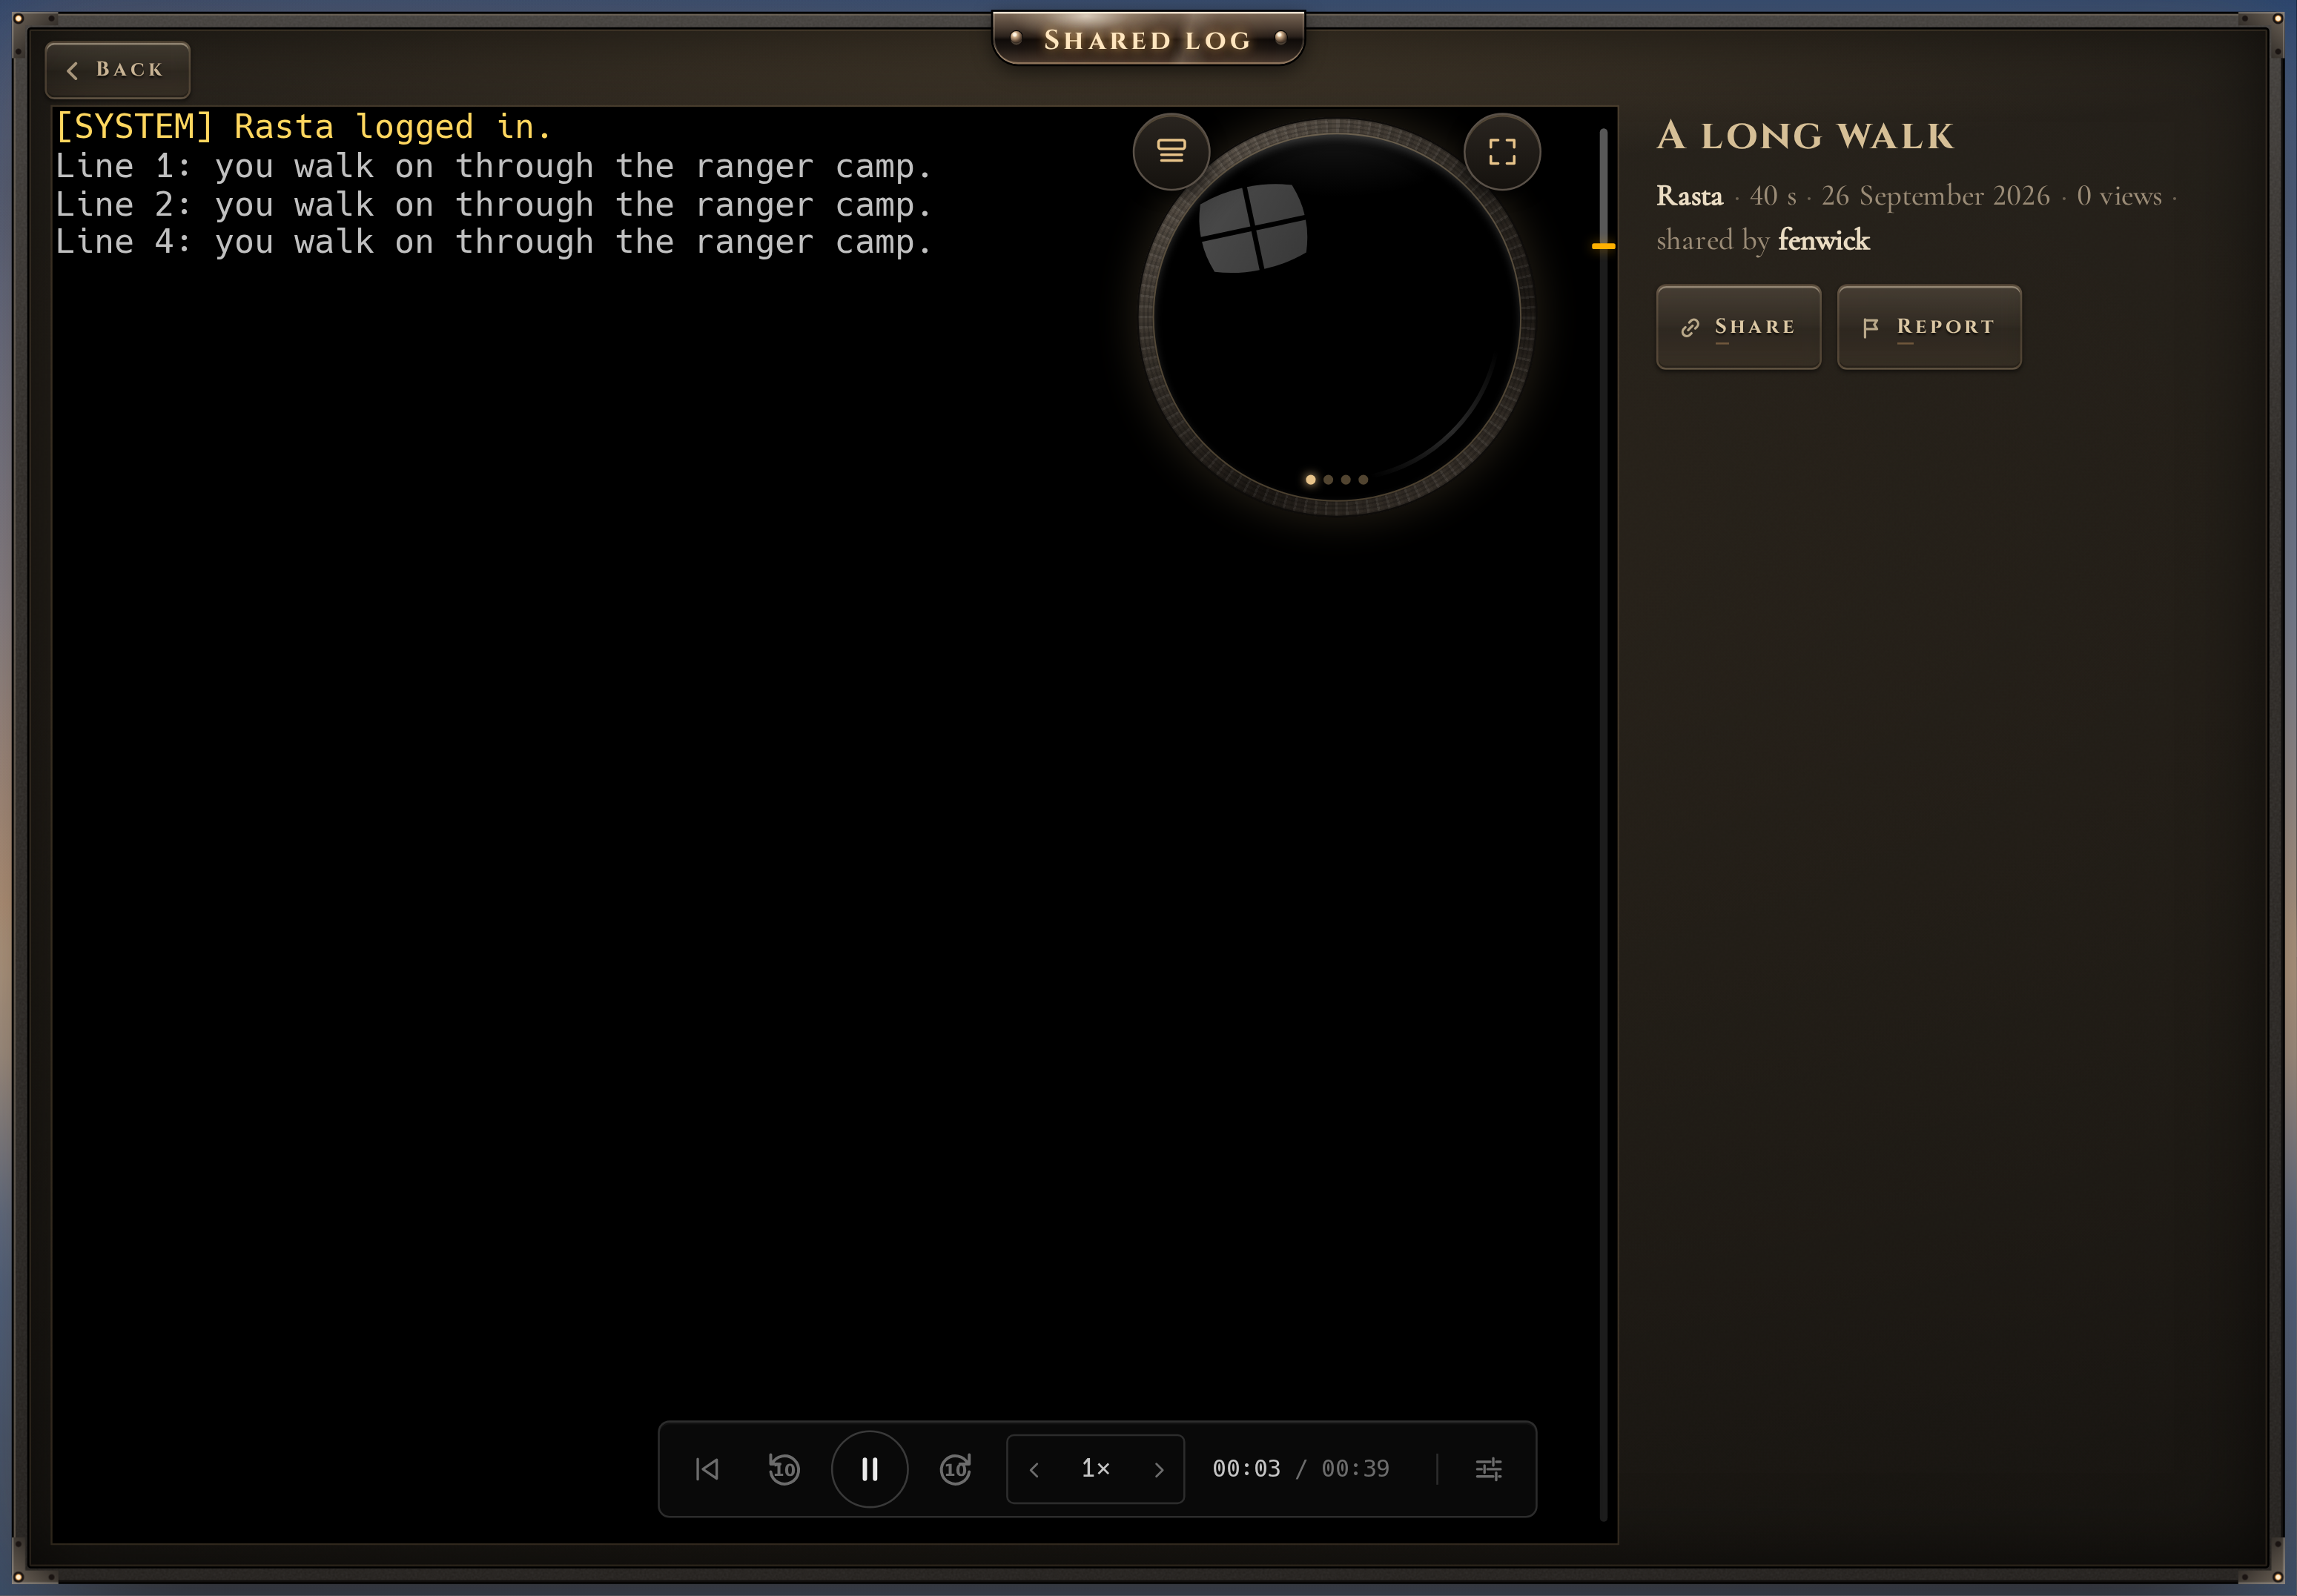 SHARED LOG
BACK
[SYSTEM] Rasta logged in.
Line 1: you walk on through the ranger camp.
Line 2: you walk on through the ranger camp.
Line 4: you walk on through the ranger camp.
A LONG WALK
Rasta · 40 s · 26 September 2026 · 0 views ·
shared by fenwick
SHARE REPORT
10 10 1× 00:03 / 00:39